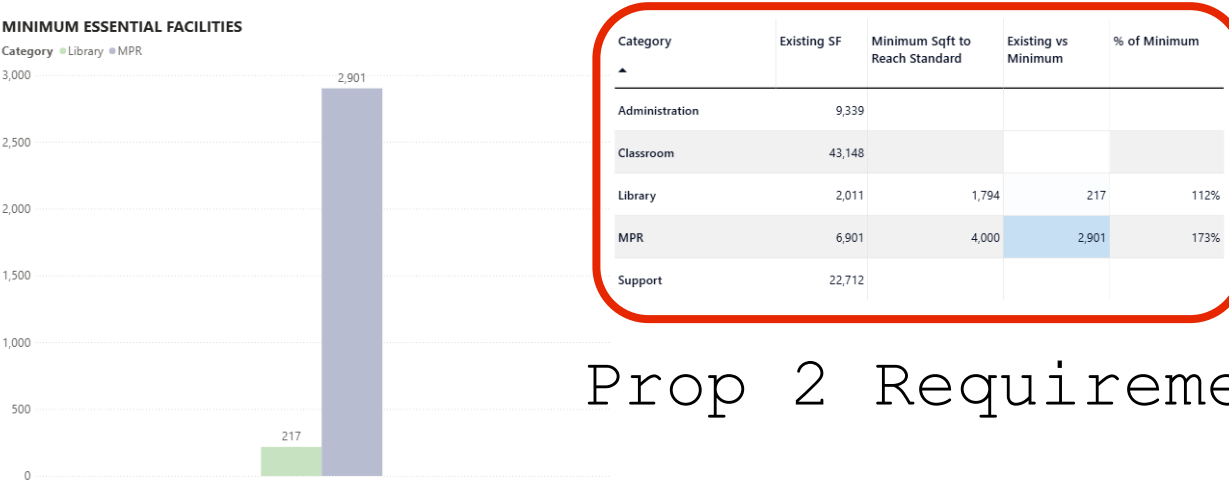 MINIMUM ESSENTIAL FACILITIES
Category Library MPR
3,000
2,500
2,000
1,500
1,000
500
0
2,901
217
Category Existing SF Minimum Sqft to Reach Standard Existing vs Minimum % of Minimum
Administration 9,339
Classroom 43,148
Library 2,011 1,794 217 112%
MPR 6,901 4,000 2,901 173%
Support 22,712
Prop 2 Requireme